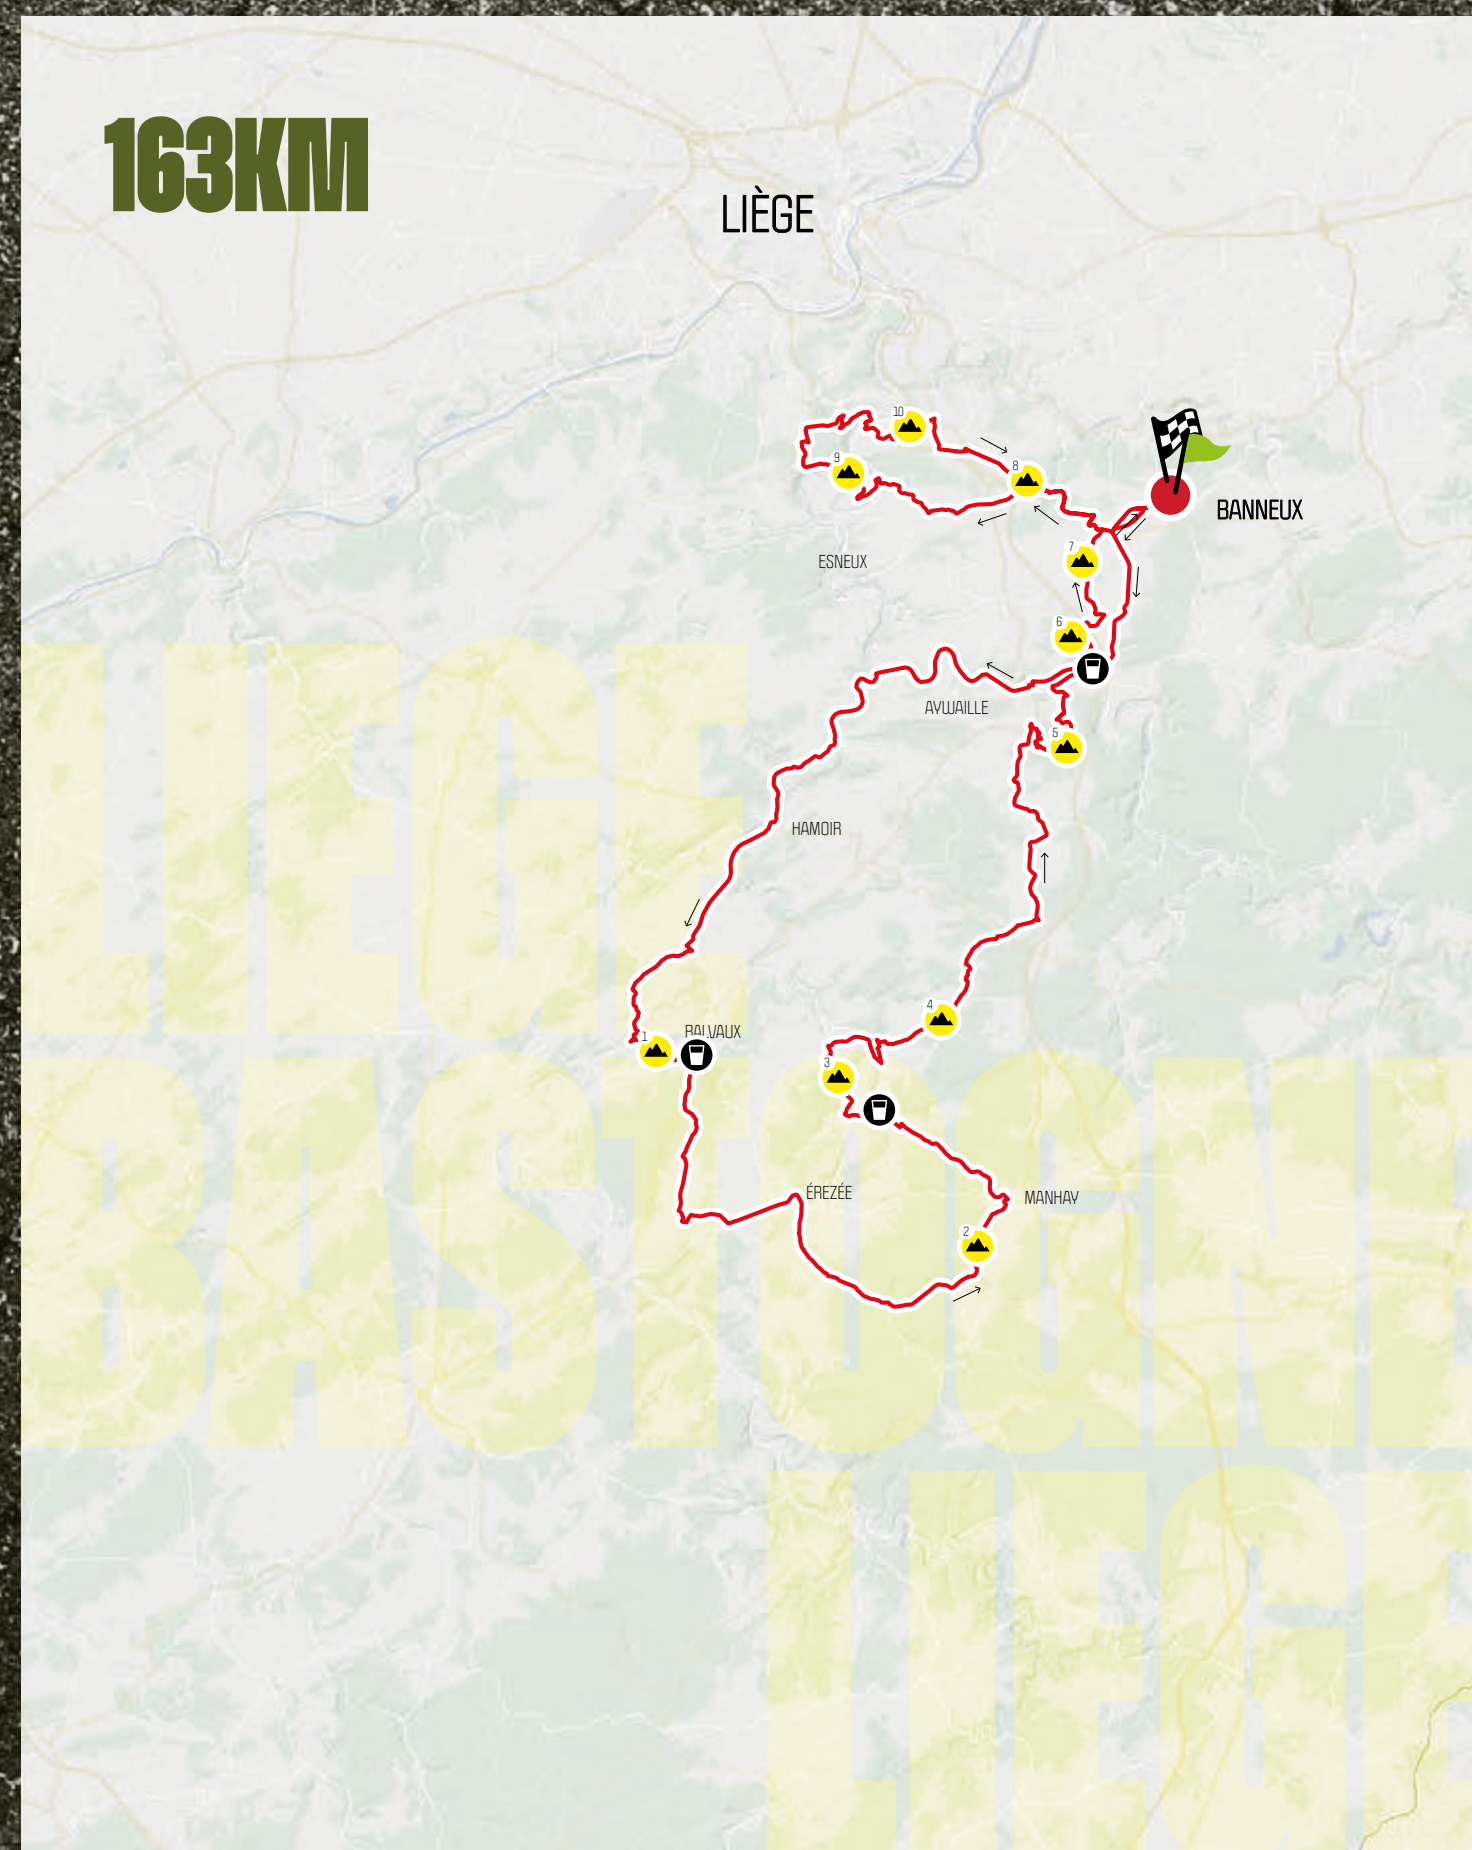 163KM
LIÈGE
10
9
8
BANNEUX
7
ESNEUX
6
AYWAILLE
5
HAMOIR
4
1
BALVAUX
3
ÉREZÉE
MANHAY
2
LIEGE
BASTOGNE
LIEGE